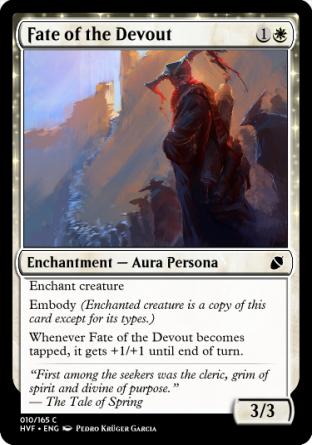 Fate of the Devout 1
Enchantment — Aura Persona
Enchant creature
Embody (Enchanted creature is a copy of this
card except for its types.)
Whenever Fate of the Devout becomes
tapped, it gets +1/+1 until end of turn.
“First among the seekers was the cleric, grim of
spirit and divine of purpose.”
— The Tale of Spring
3/3
010/165 C
HVF • ENG Pedro Krüger Garcia